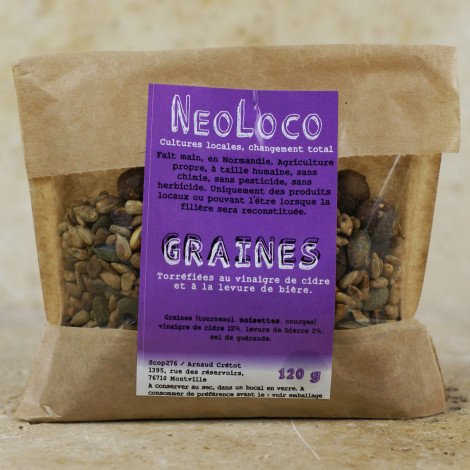 NEOLOCO
Cultures locales, changement total
Fait main, en Normandie. Agriculture
propre, à taille humaine, sans
chimie, sans pesticide, sans
herbicide. Uniquement des produits
locaux ou pouvant l'être lorsque la
filière sera reconstituée.
GRAINES
Torréfiées au vinaigre de cidre
et à la levure de bière.
Graines (tournesol, noisettes, courges),
vinaigre de cidre 12%, levure de bierre 2%,
sel de guérande.
Scop276 / Arnaud Crétot
1395, rue des réservoirs,
76710 Montville
120 g
A conserver au sec, dans un bocal en verre. A
consommer de préférence avant le : voir emballage